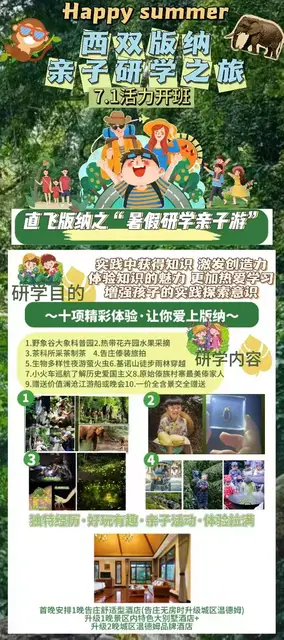 Happy summer
西双版纳
亲子研学之旅
7.1活力开班
直飞版纳之“暑假研学亲子游”
研学目的
实践中获得知识 激发创造力
体验知识的魅力 更加热爱学习
增强孩子的实践探索意识
～十项精彩体验·让你爱上版纳～
研学内容
1.野象谷大象科普园2.热带花卉园水果采摘
3.茶科所采茶制茶 4.告庄傣装旅拍
5.生物多样性夜游萤火虫6.基诺山徒步雨林穿越
7.小火车巡航了解历史爱国主义8.原始傣族村寨最美傣家人
9.赠送价值澜沧江游船或晚会10.一价全含景交全赠送
1
2
3
4
独特经历·好玩有趣·亲子运动·体验拉满
首晚安排1晚告庄舒适型酒店(告庄无房时升级城区温德姆)
升级1晚景区内特色大别墅酒店+
升级2晚城区温德姆品牌酒店